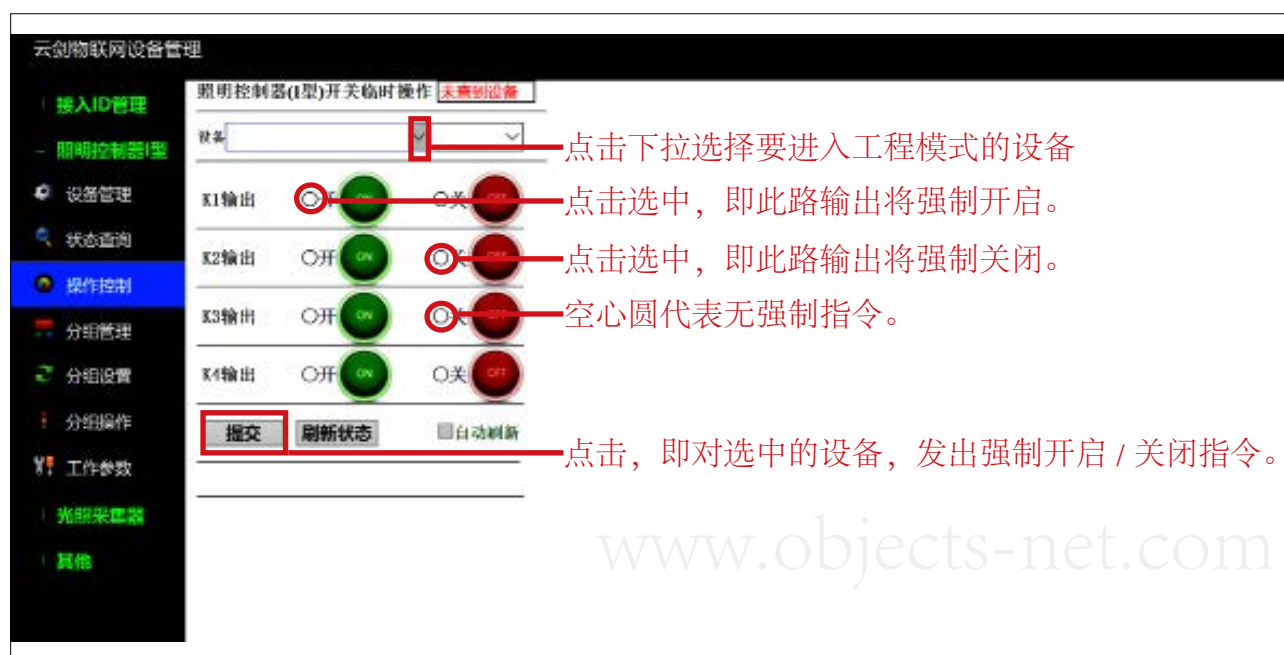 云剑物联网设备管理
接入ID管理
照明控制器I型
设备管理
状态查询
操作控制
分组管理
分组设置
分组操作
工作参数
光照采集器
其他
照明控制器(I型)开关临时操作 未查到设备
设备
K1输出 开 ON 关 OFF
K2输出 开 ON 关 OFF
K3输出 开 ON 关 OFF
K4输出 开 ON 关 OFF
提交 刷新状态 自动刷新
点击下拉选择要进入工程模式的设备
点击选中，即此路输出将强制开启。
点击选中，即此路输出将强制关闭。
空心圆代表无强制指令。
点击，即对选中的设备，发出强制开启 / 关闭指令。
www.objects-net.com